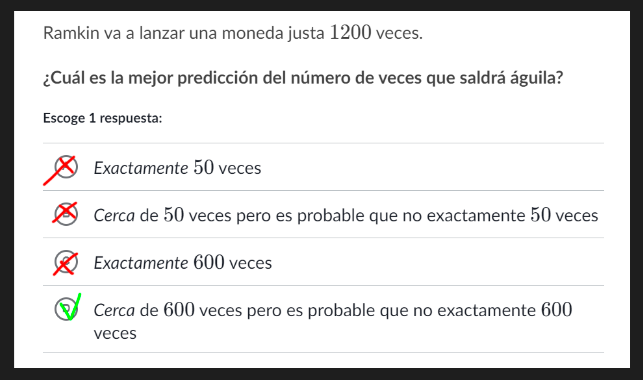 Ramkin va a lanzar una moneda justa 1200 veces.
¿Cuál es la mejor predicción del número de veces que saldrá águila?
Escoge 1 respuesta:
Exactamente 50 veces
Cerca de 50 veces pero es probable que no exactamente 50 veces
Exactamente 600 veces
Cerca de 600 veces pero es probable que no exactamente 600
veces